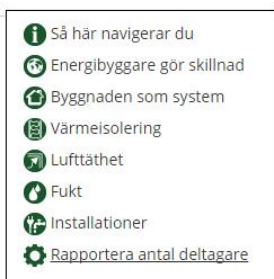 Så här navigerar du
Energibyggare gör skillnad
Byggnaden som system
Värmeisolering
Lufttäthet
Fukt
Installationer
Rapportera antal deltagare